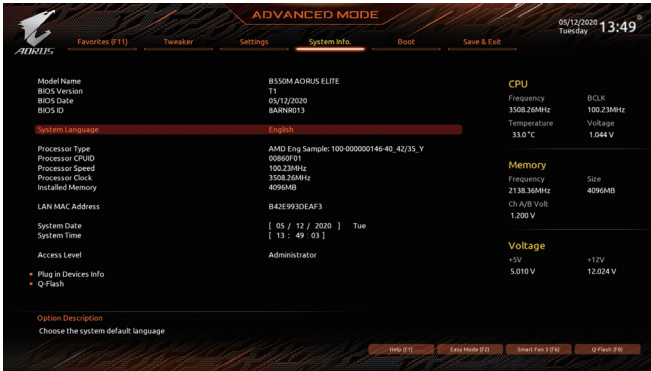 ADVANCED MODE
AORUS
05/12/2020 Tuesday 13:49
Favorites (F11) Tweaker Settings System Info. Boot Save & Exit
Model Name B550M AORUS ELITE
BIOS Version T1
BIOS Date 05/12/2020
BIOS ID 8ARNR013
System Language English
Processor Type AMD Eng Sample: 100-000000146-40_42/35_Y
Processor CPUID 00860F01
Processor Speed 100.23MHz
Processor Clock 3508.26MHz
Installed Memory 4096MB
LAN MAC Address B42E993DEAF3
System Date [ 05 / 12 / 2020 ] Tue
System Time [ 13 : 49 : 03 ]
Access Level Administrator
Plug in Devices Info
Q-Flash
CPU
Frequency BCLK
3508.26MHz 100.23MHz
Temperature Voltage
33.0 °C 1.044 V
Memory
Frequency Size
2138.36MHz 4096MB
Ch A/B Volt
1.200 V
Voltage
+5V +12V
5.010 V 12.024 V
Option Description
Choose the system default language
Help (F1) Easy Mode (F2) Smart Fan 5 (F6) Q-Flash (F8)